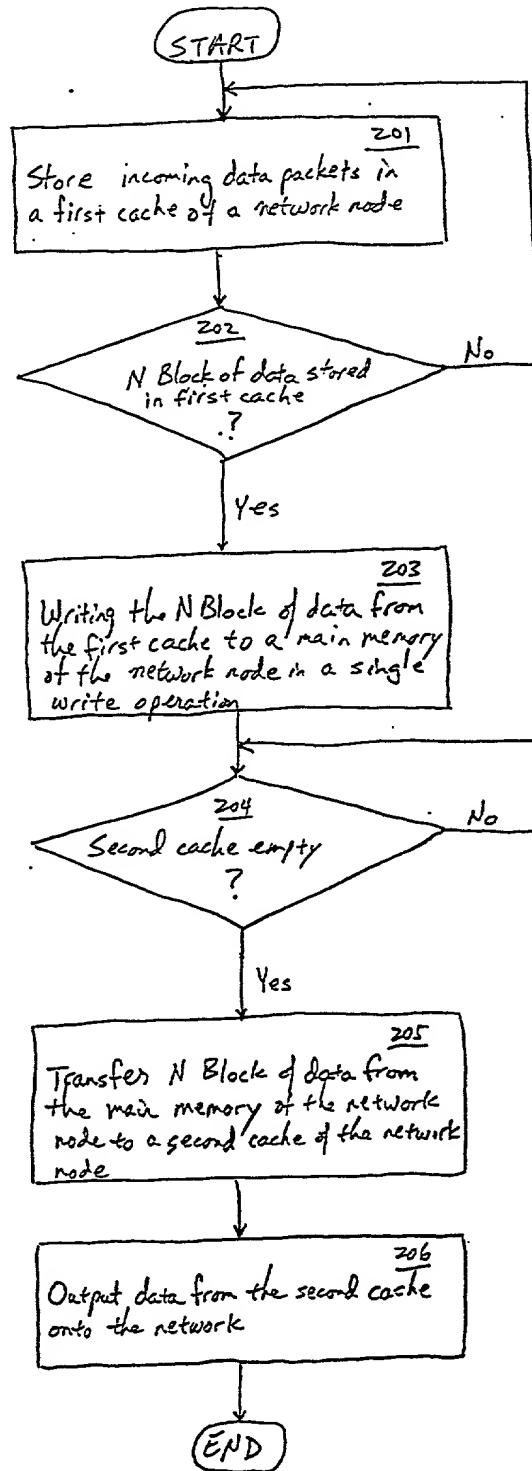 START
201
Store incoming data packets in
a first cache of a network node
202
N Block of data stored
in first cache
?
No
Yes
203
Writing the N Block of data from
the first cache to a main memory
of the network node in a single
write operation
204
Second cache empty
?
No
Yes
205
Transfer N Block of data from
the main memory of the network
node to a second cache of the network
node
206
Output data from the second cache
onto the network
END